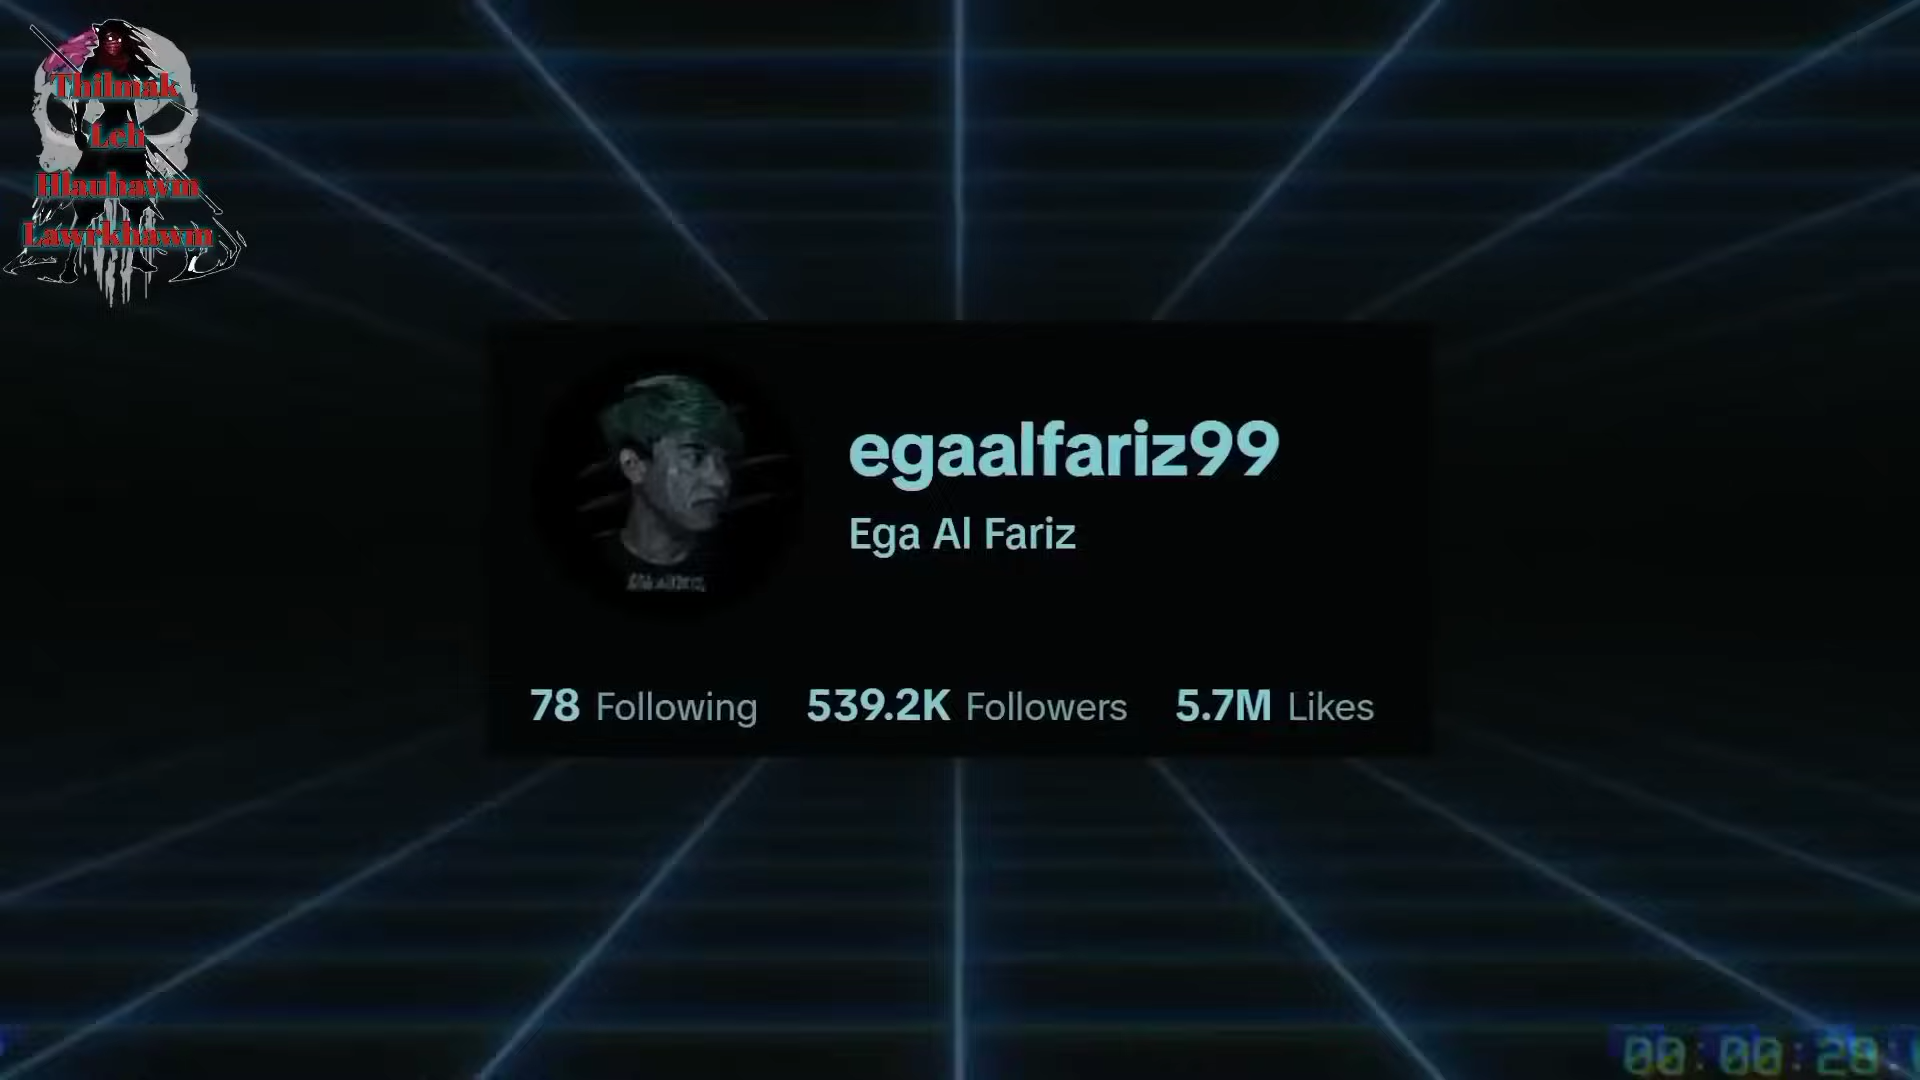 Thilmak
Leh
Hlauhawm
Lawrkhawm
egaalfariz99
Ega Al Fariz
78 Following 539.2K Followers 5.7M Likes
00:00:28: